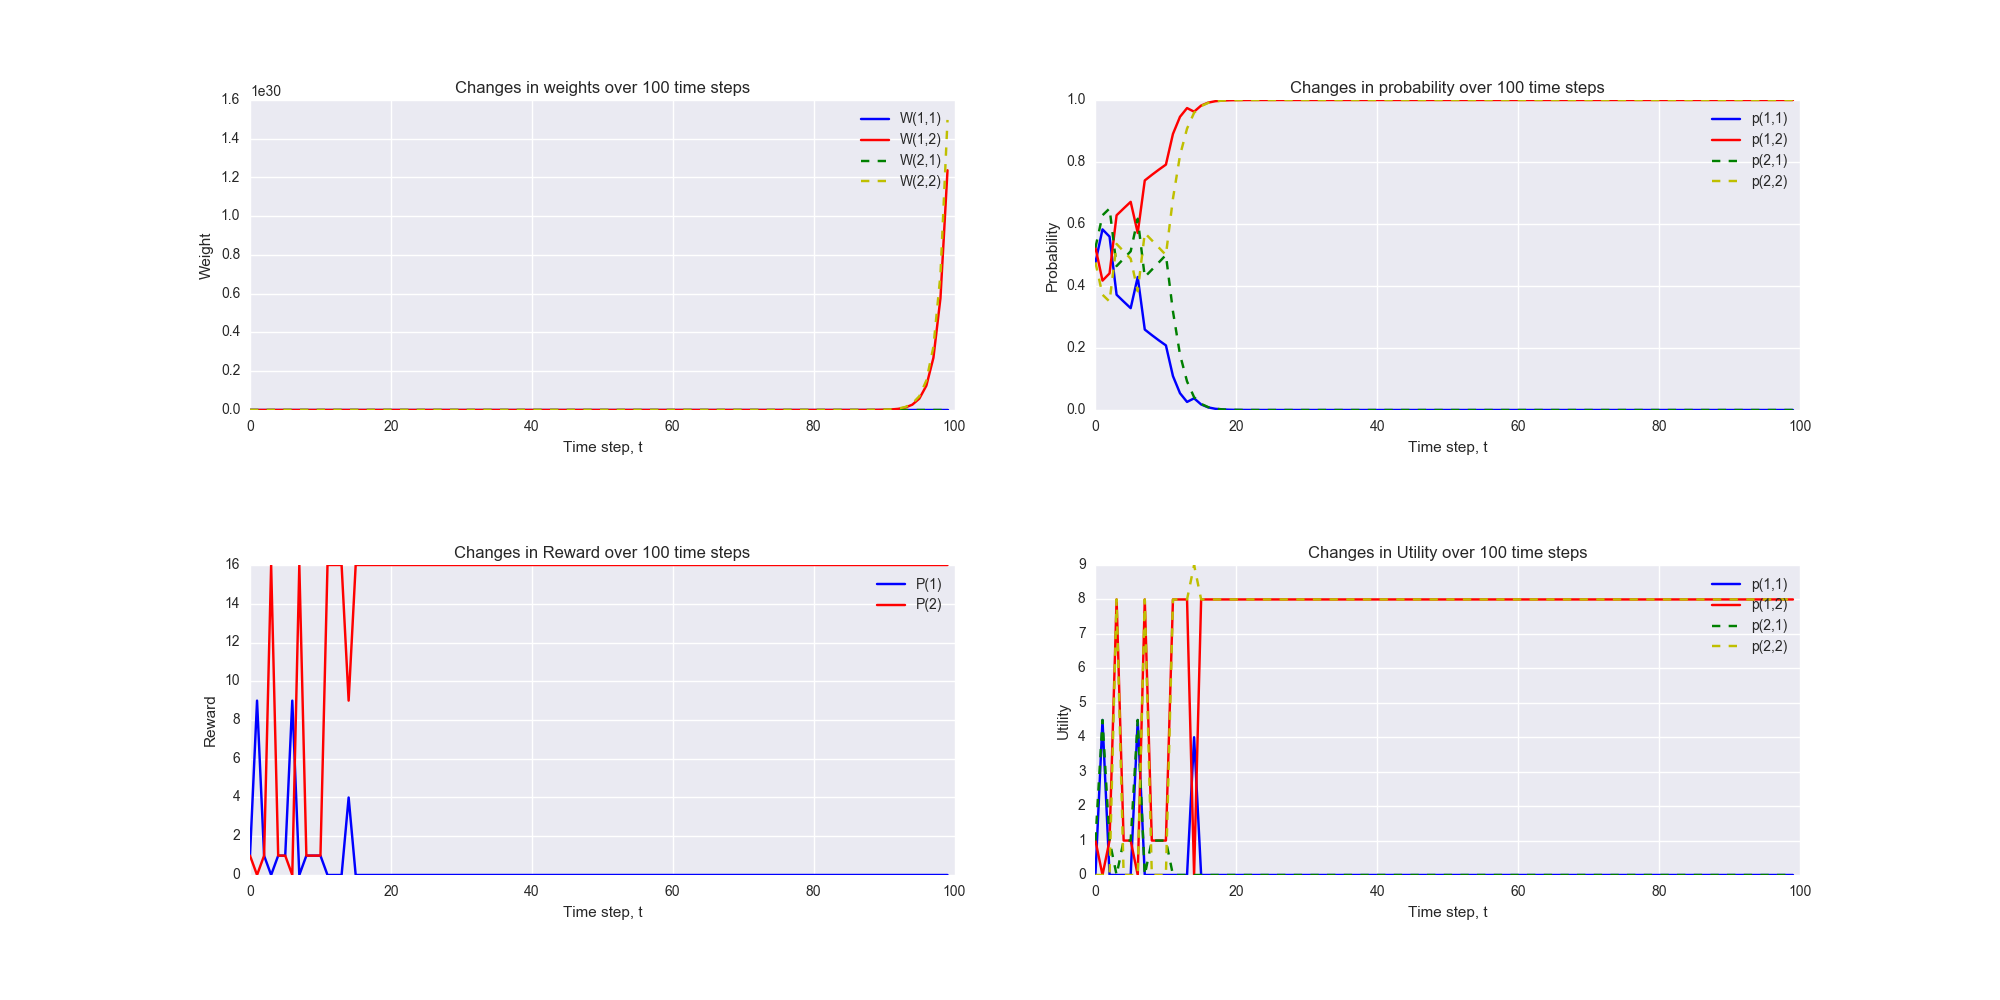 Changes in weights over 100 time steps
1e30
1.6
1.4
1.2
1.0
0.8
0.6
0.4
0.2
0.0
Weight
W(1,1)
W(1,2)
W(2,1)
W(2,2)
0 20 40 60 80 100
Time step, t
Changes in probability over 100 time steps
1.0
0.8
0.6
0.4
0.2
0.0
Probability
p(1,1)
p(1,2)
p(2,1)
p(2,2)
0 20 40 60 80 100
Time step, t
Changes in Reward over 100 time steps
16
14
12
10
8
6
4
2
0
Reward
P(1)
P(2)
0 20 40 60 80 100
Time step, t
Changes in Utility over 100 time steps
9
8
7
6
5
4
3
2
1
0
Utility
p(1,1)
p(1,2)
p(2,1)
p(2,2)
0 20 40 60 80 100
Time step, t